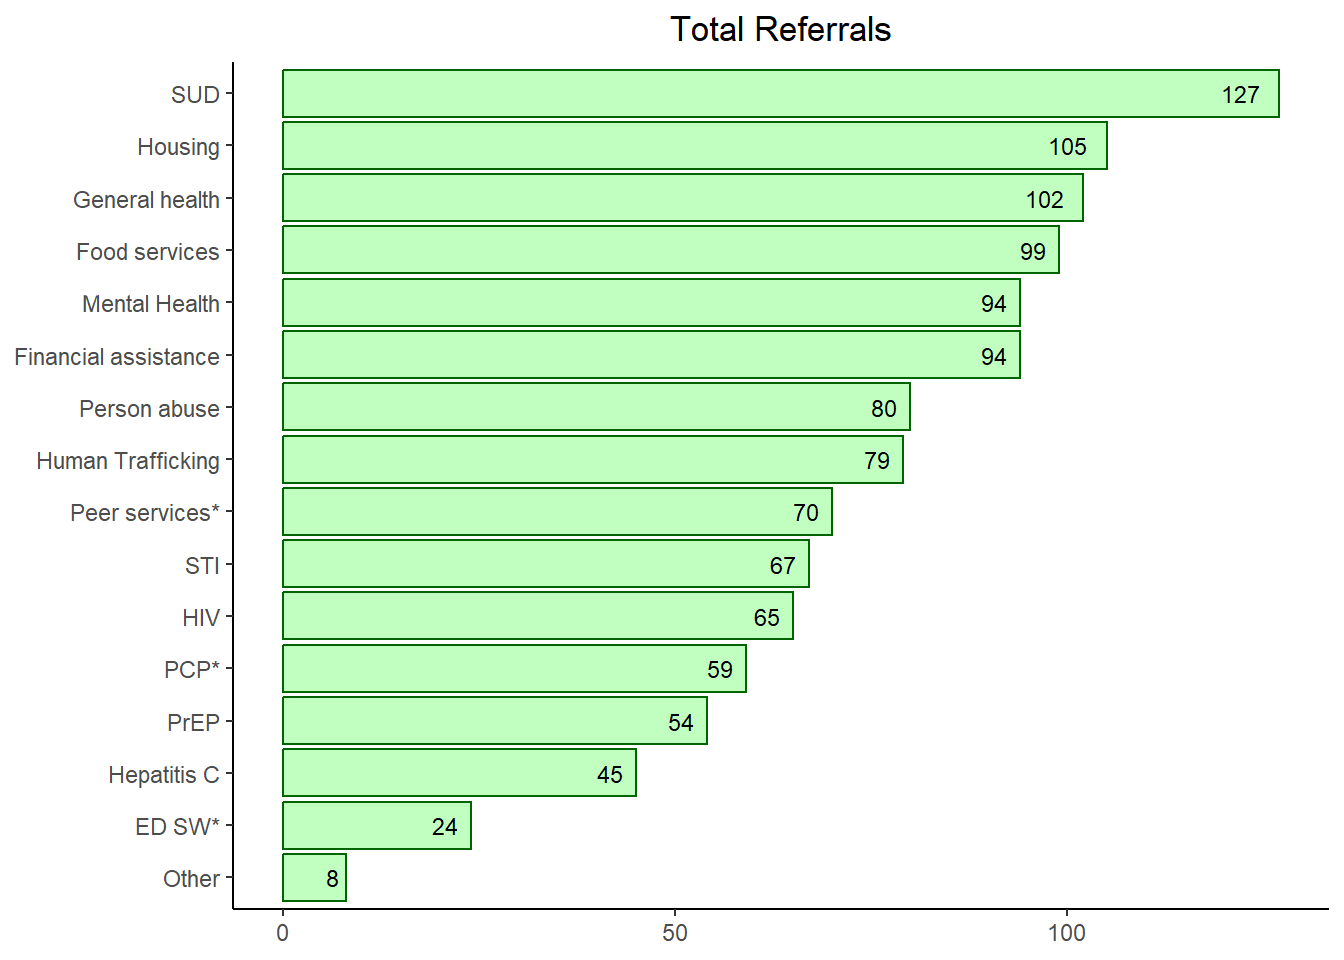 Total Referrals
SUD 127
Housing 105
General health 102
Food services 99
Mental Health 94
Financial assistance 94
Person abuse 80
Human Trafficking 79
Peer services* 70
STI 67
HIV 65
PCP* 59
PrEP 54
Hepatitis C 45
ED SW* 24
Other 8
0 50 100